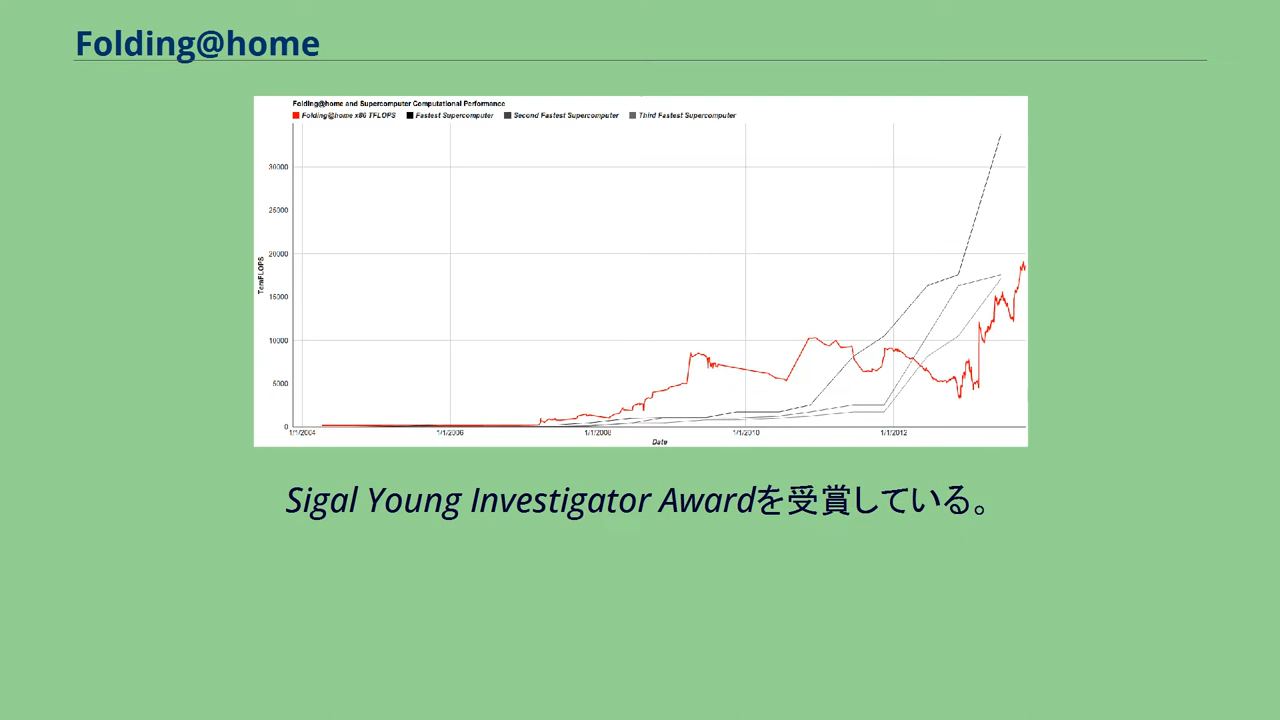 Folding@home
Folding@home and Supercomputer Computational Performance
Folding@home x86 TFLOPS Fastest Supercomputer Second Fastest Supercomputer Third Fastest Supercomputer
30000
25000
20000
15000
10000
5000
0
TeraFLOPS
1/1/2004 1/1/2006 1/1/2008 1/1/2010 1/1/2012
Date
Sigal Young Investigator Awardを受賞している。